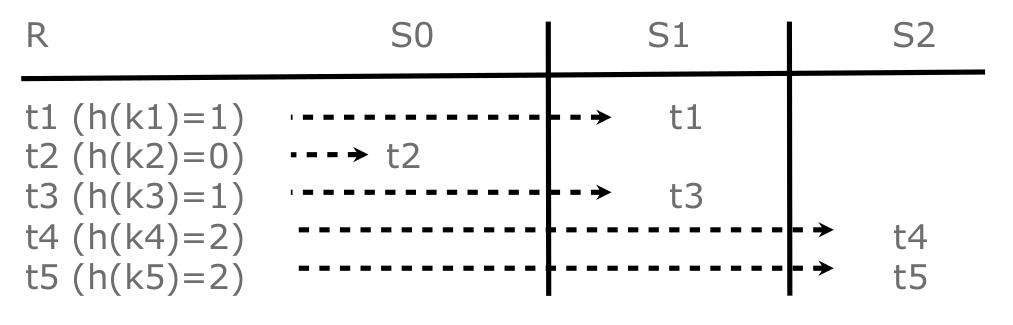 R S0 S1 S2
t1 (h(k1)=1) t1
t2 (h(k2)=0) t2
t3 (h(k3)=1) t3
t4 (h(k4)=2) t4
t5 (h(k5)=2) t5